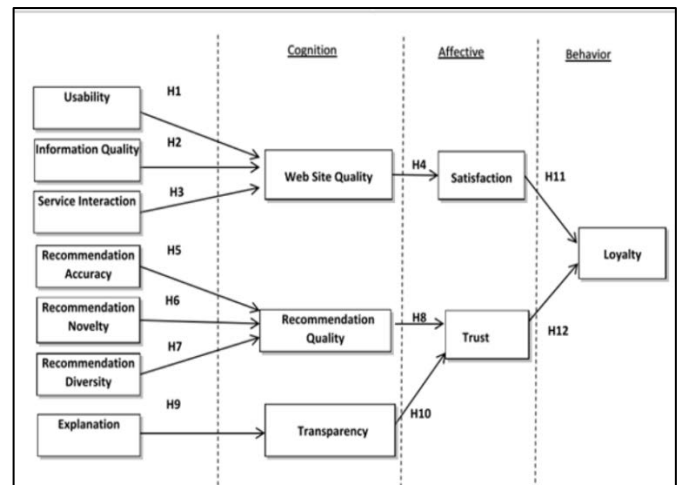 Cognition
Affective
Behavior
Usability
H1
Information Quality
H2
Service Interaction
H3
Web Site Quality
H4
Satisfaction
H11
Loyalty
Recommendation
Accuracy
H5
Recommendation
Novelty
H6
Recommendation
Diversity
H7
Recommendation
Quality
H8
Trust
H12
Explanation
H9
Transparency
H10